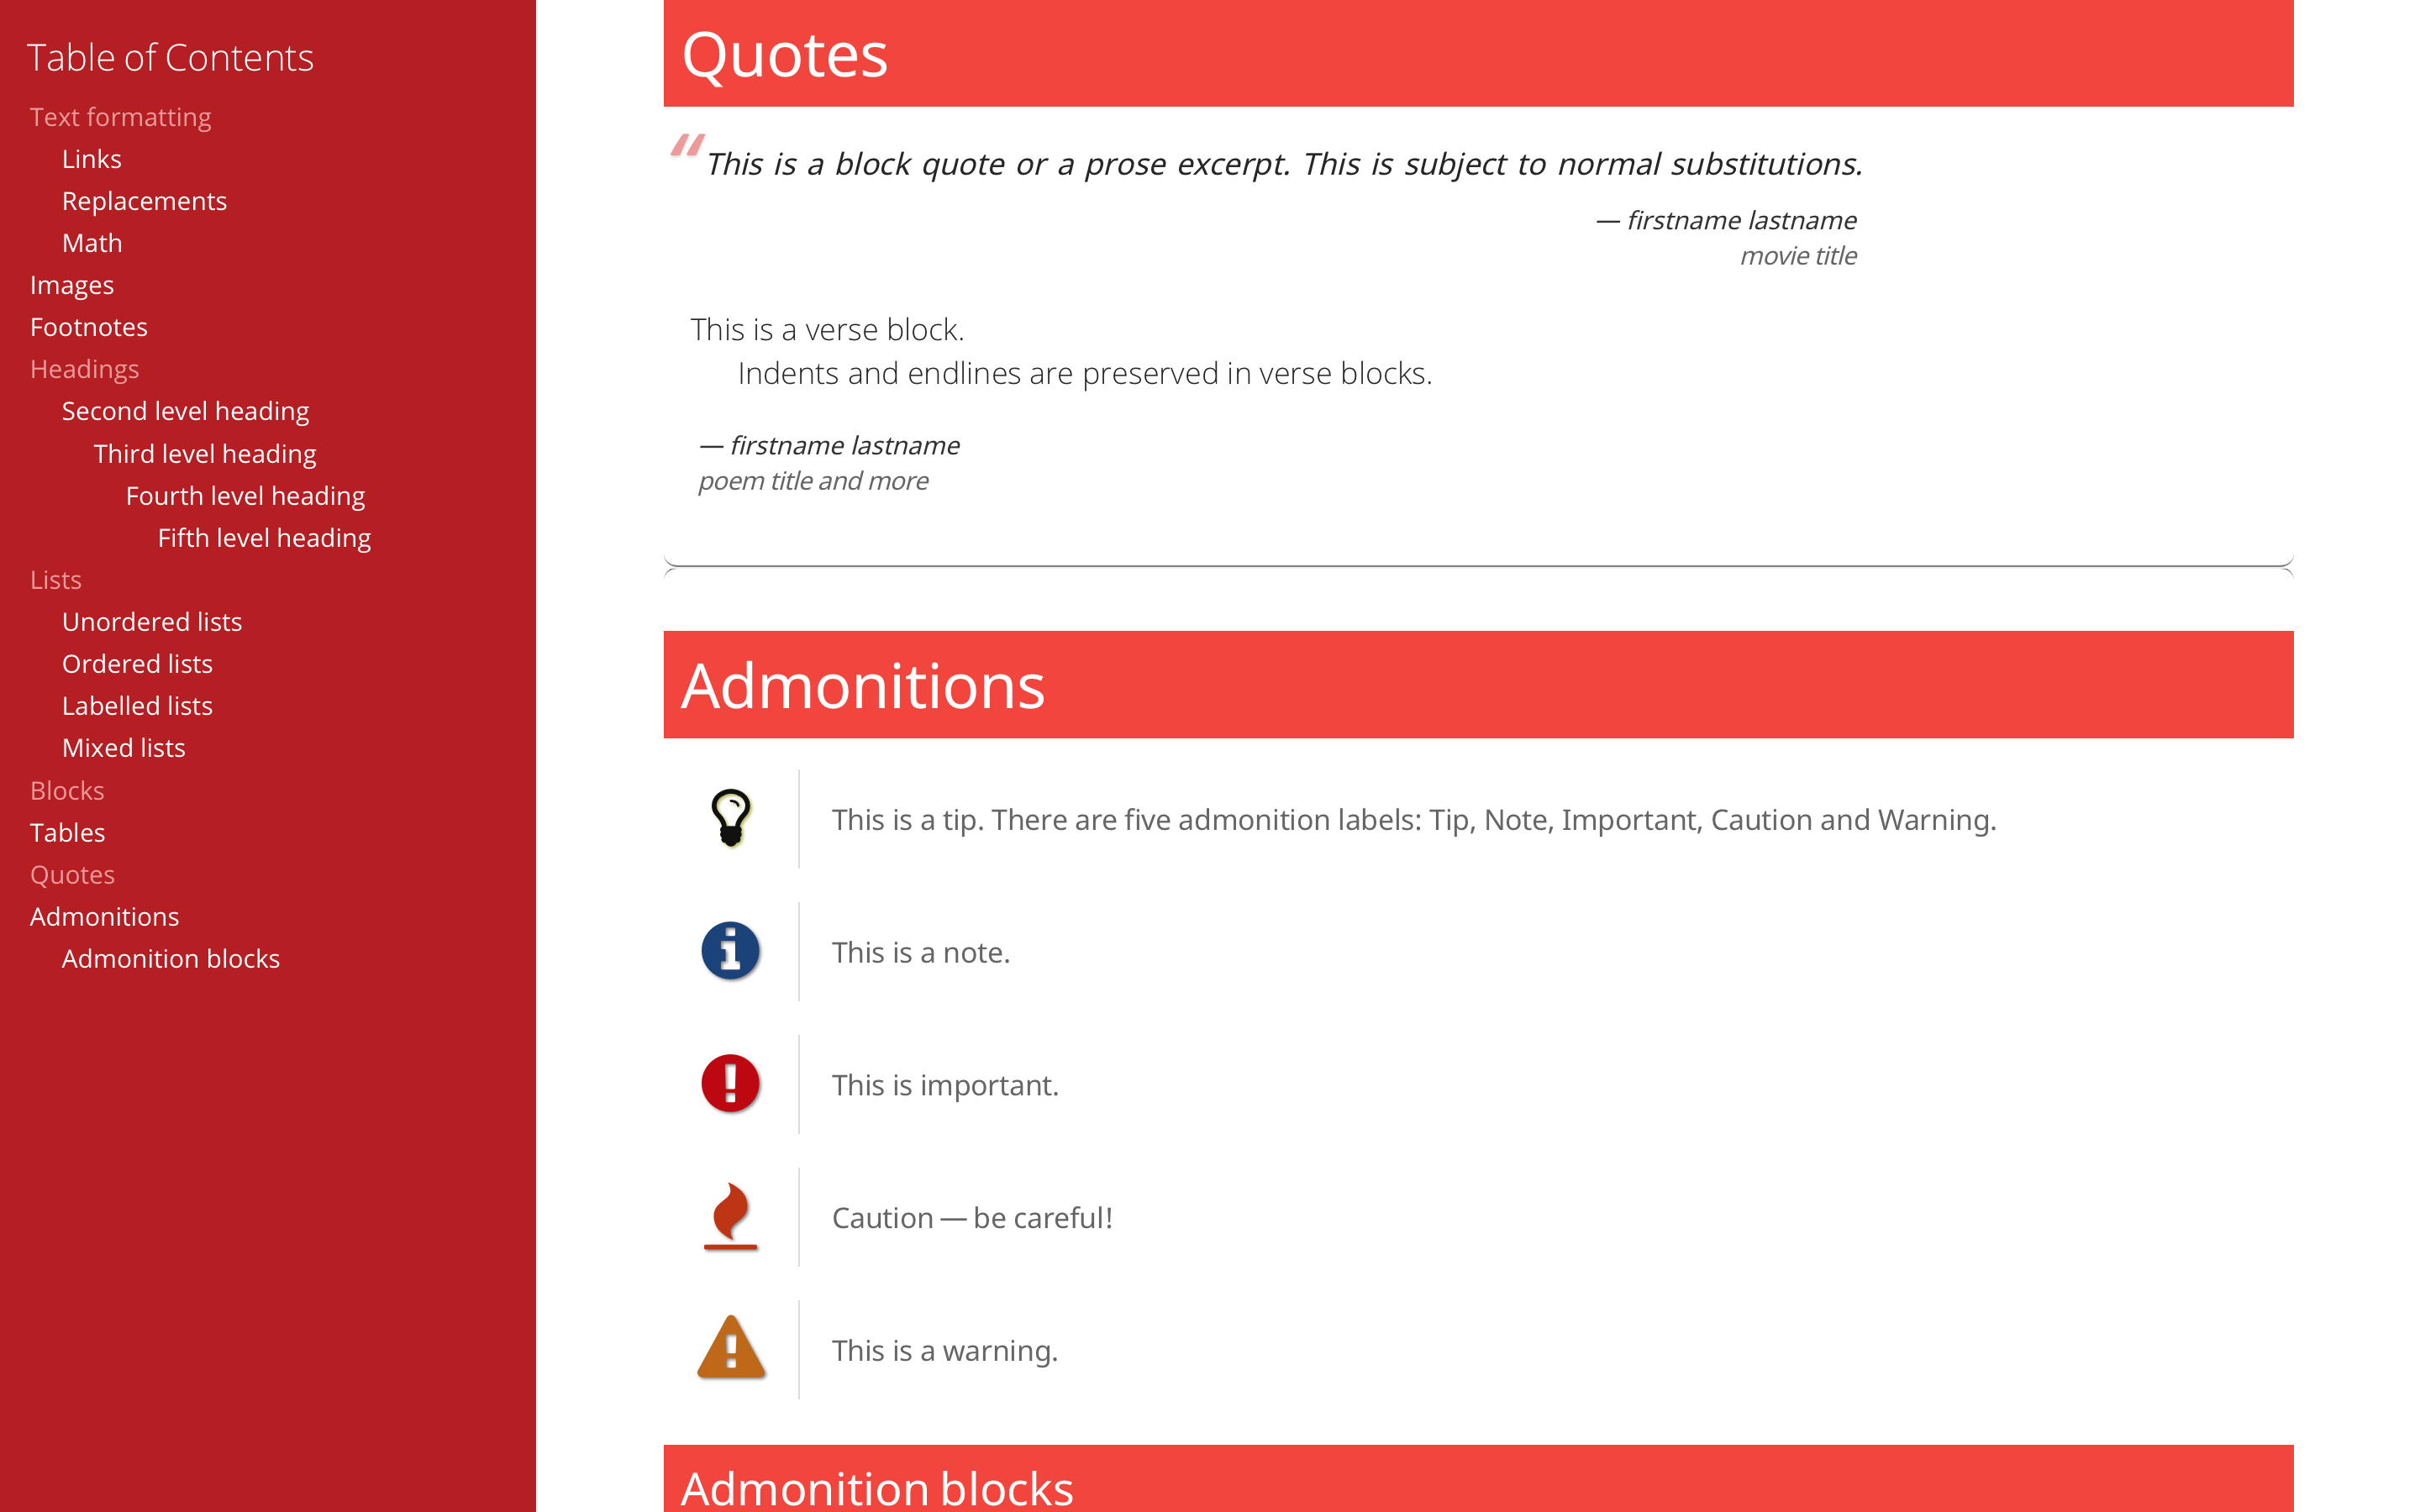 Table of Contents
Text formatting
Links
Replacements
Math
Images
Footnotes
Headings
Second level heading
Third level heading
Fourth level heading
Fifth level heading
Lists
Unordered lists
Ordered lists
Labelled lists
Mixed lists
Blocks
Tables
Quotes
Admonitions
Admonition blocks
Quotes
“This is a block quote or a prose excerpt. This is subject to normal substitutions.
— firstname lastname
movie title
This is a verse block.
Indents and endlines are preserved in verse blocks.
— firstname lastname
poem title and more
Admonitions
This is a tip. There are five admonition labels: Tip, Note, Important, Caution and Warning.
This is a note.
This is important.
Caution — be careful!
This is a warning.
Admonition blocks